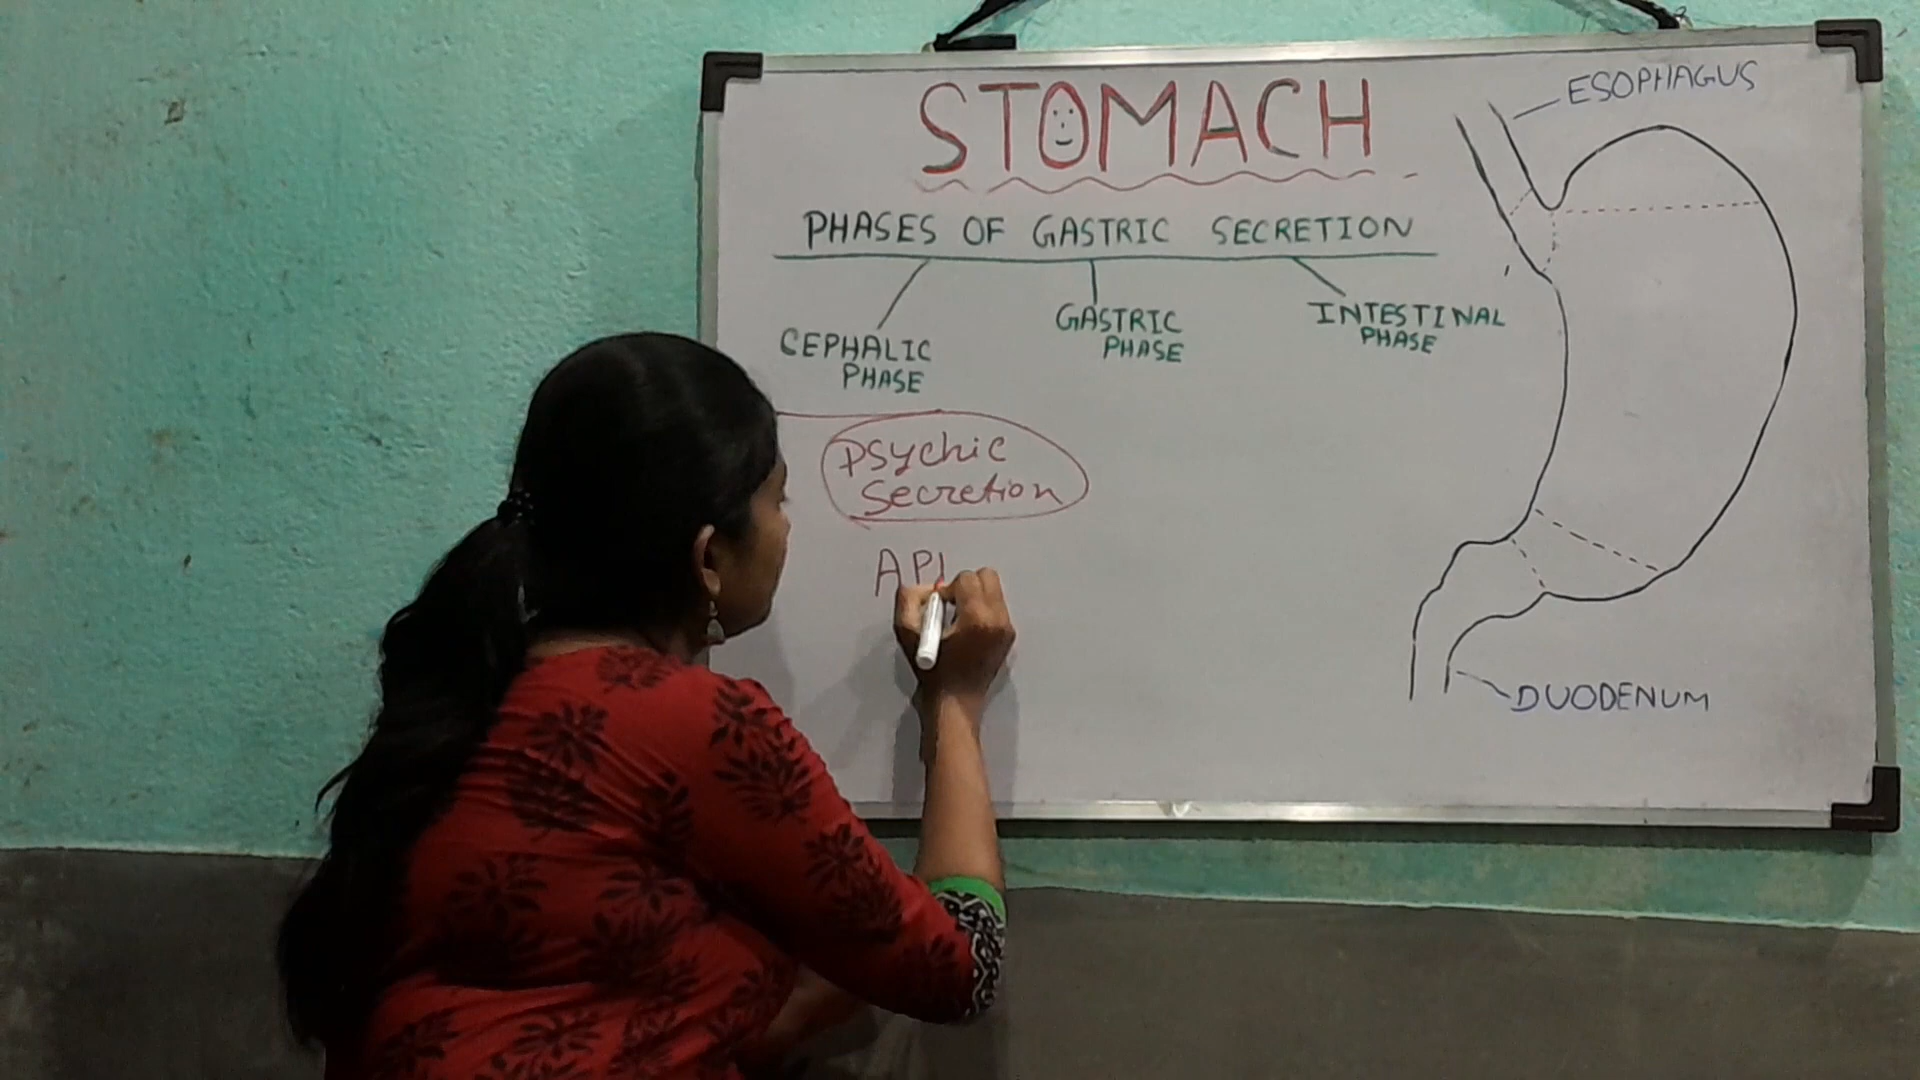 STOMACH
PHASES OF GASTRIC SECRETION
CEPHALIC
PHASE
GASTRIC
PHASE
INTESTINAL
PHASE
Psychic
Secretion
ESOPHAGUS
DUODENUM